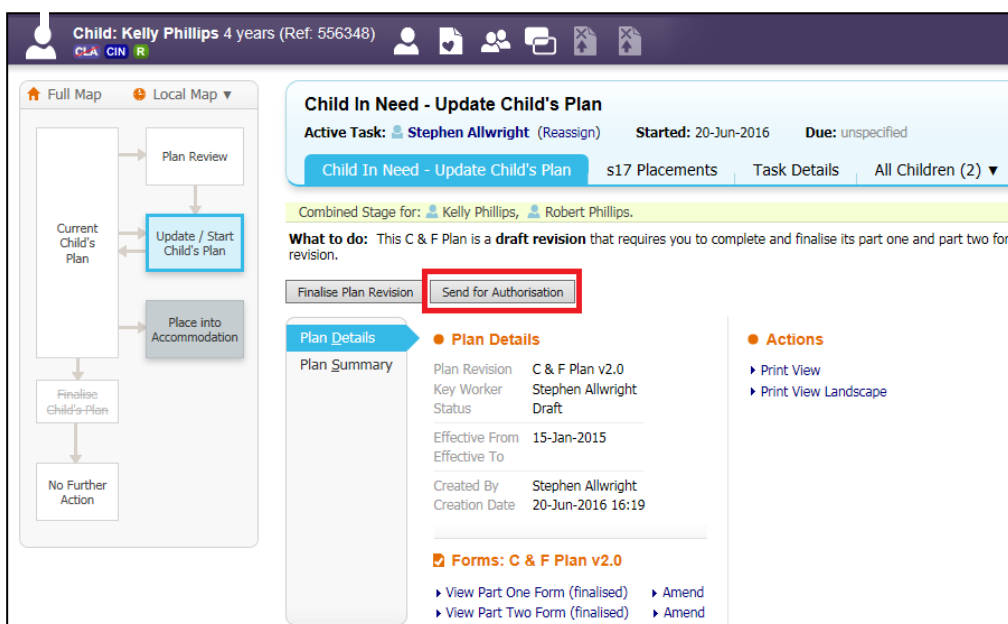 Child: Kelly Phillips 4 years (Ref: 556348)
CLA CIN R
Full Map Local Map ▼
Plan Review
Current Child's Plan
Update / Start Child's Plan
Place into Accommodation
Finalise Child's Plan
No Further Action
Child In Need - Update Child's Plan
Active Task: Stephen Allwright (Reassign) Started: 20-Jun-2016 Due: unspecified
Child In Need - Update Child's Plan s17 Placements Task Details All Children (2) ▼
Combined Stage for: Kelly Phillips, Robert Phillips.
What to do: This C & F Plan is a draft revision that requires you to complete and finalise its part one and part two for
revision.
Finalise Plan Revision Send for Authorisation
Plan Details
Plan Summary
Plan Details
Plan Revision C & F Plan v2.0
Key Worker Stephen Allwright
Status Draft
Effective From 15-Jan-2015
Effective To
Created By Stephen Allwright
Creation Date 20-Jun-2016 16:19
Forms: C & F Plan v2.0
View Part One Form (finalised) Amend
View Part Two Form (finalised) Amend
Actions
Print View
Print View Landscape